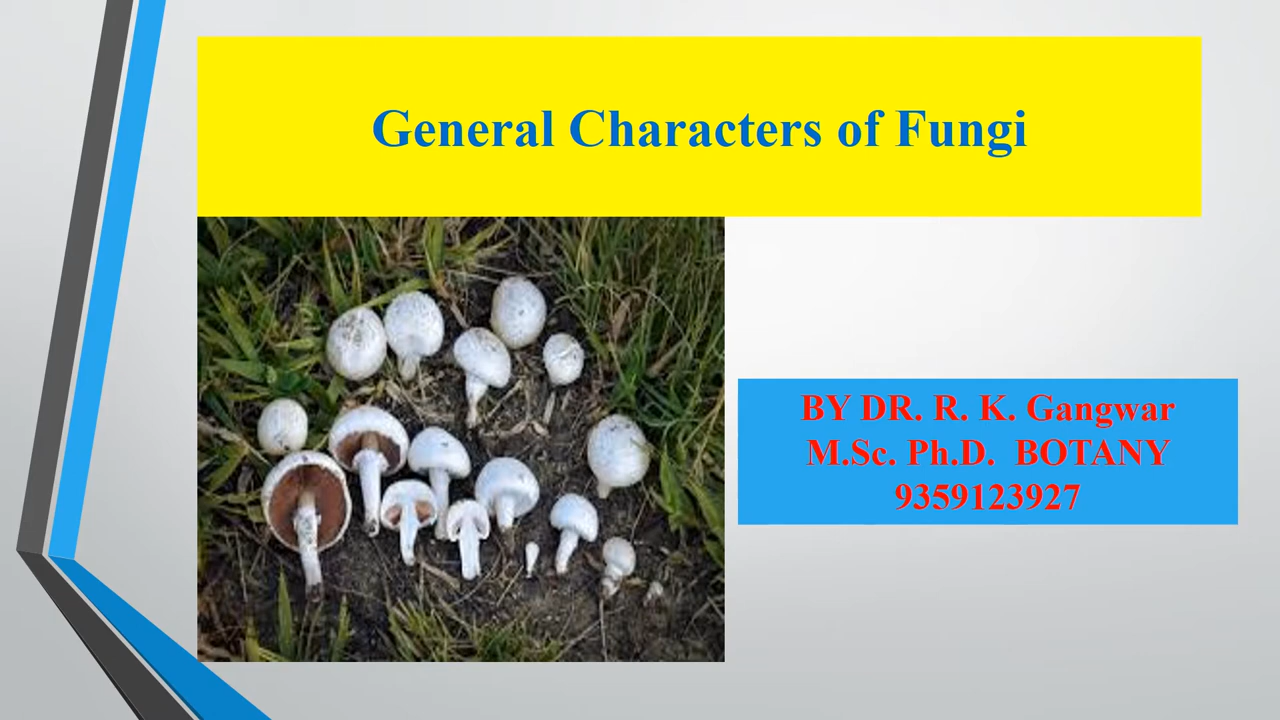 General Characters of Fungi
BY DR. R. K. Gangwar
M.Sc. Ph.D. BOTANY
9359123927